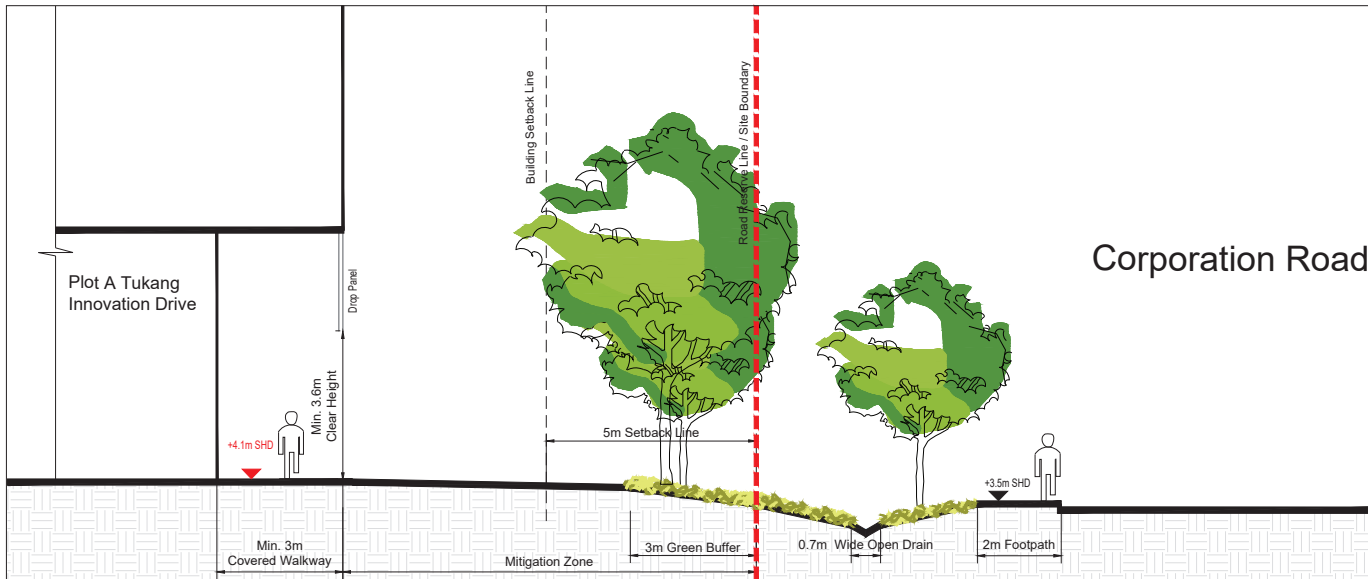 Building Setback Line
Road Reserve Line / Site Boundary
Corporation Road
Plot A Tukang
Innovation Drive
Drop Panel
Min. 3.6m
Clear Height
+4.1m SHD
5m Setback Line
+3.5m SHD
Min. 3m
Covered Walkway
Mitigation Zone
3m Green Buffer
0.7m Wide Open Drain
2m Footpath